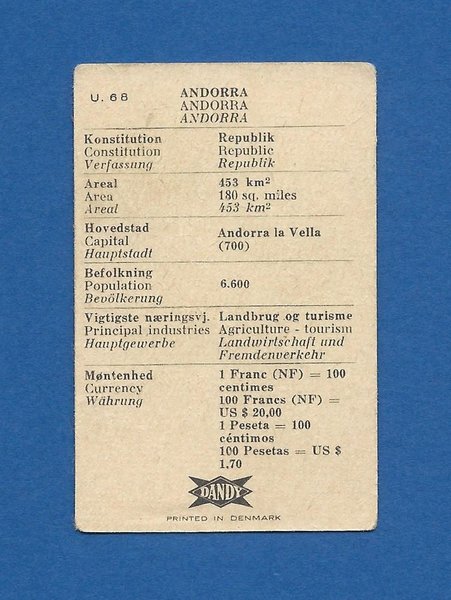 U. 68
ANDORRA
ANDORRA
ANDORRA
Konstitution Republik
Constitution Republic
Verfassung Republik
Areal 453 km²
Area 180 sq. miles
Areal 453 km²
Hovedstad Andorra la Vella
Capital (700)
Hauptstadt
Befolkning
Population 6.600
Bevölkerung
Vigtigste næringsvj. Landbrug og turisme
Principal industries Agriculture - tourism
Hauptgewerbe Landwirtschaft und
Fremdenverkehr
Møntenhed 1 Franc (NF) = 100
Currency centimes
Währung 100 Francs (NF) =
US $ 20,00
1 Peseta = 100
céntimos
100 Pesetas = US $
1,70
DANDY
PRINTED IN DENMARK